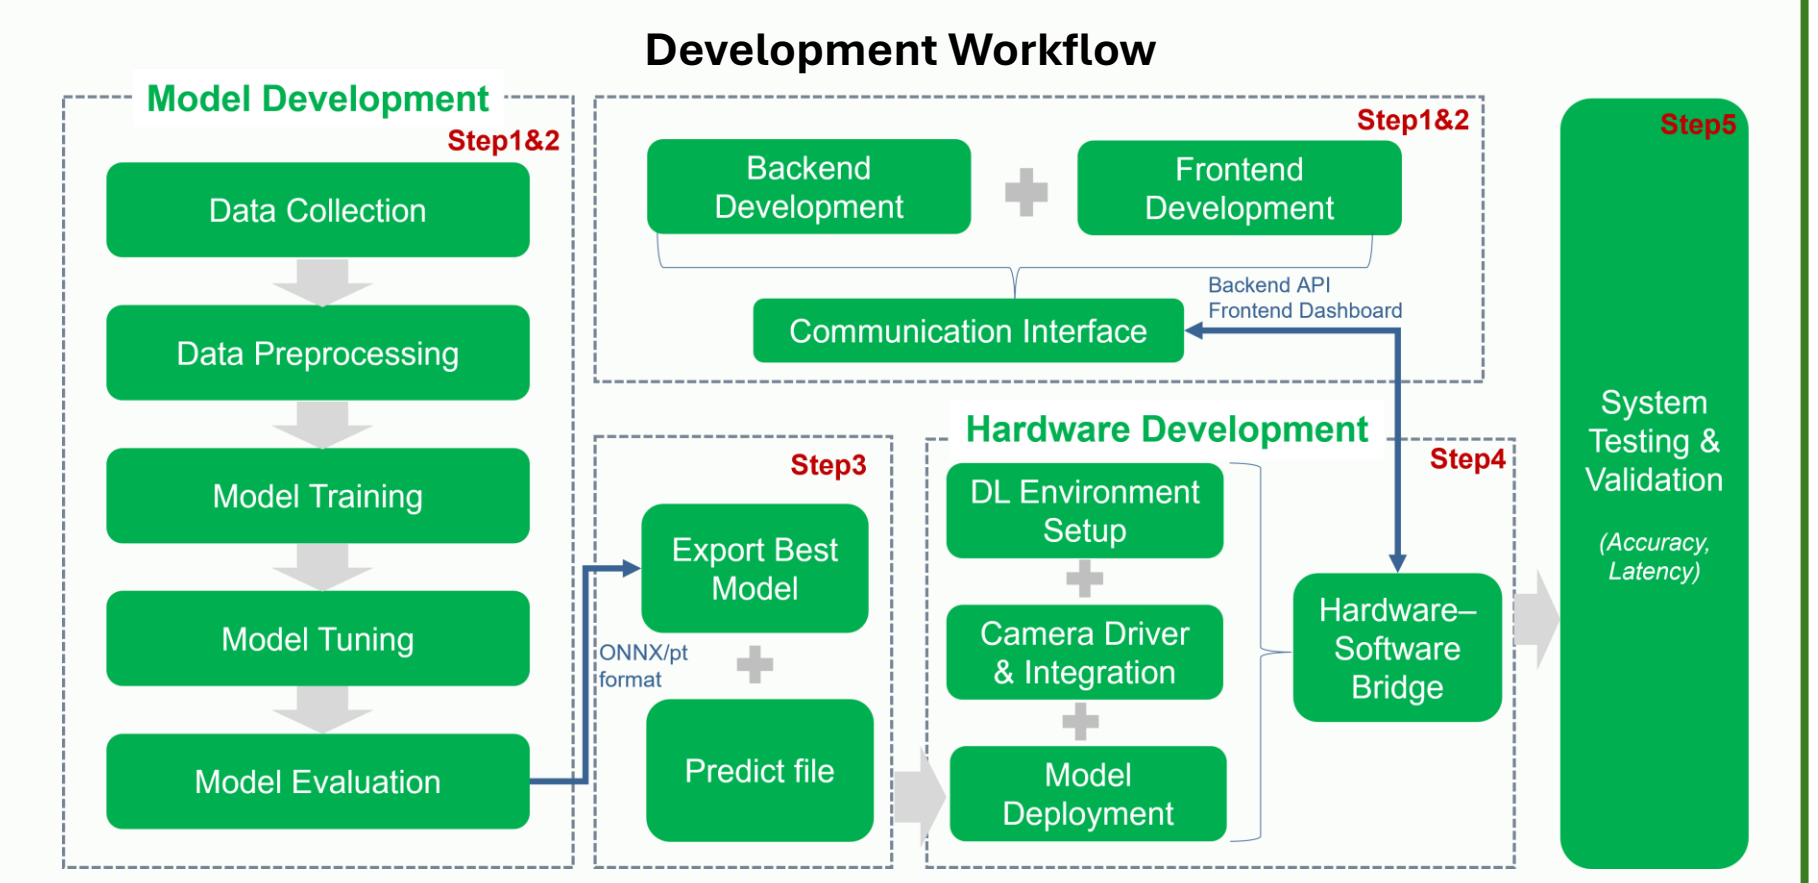 Development Workflow
Model Development
Step1&2
Data Collection
Data Preprocessing
Model Training
Model Tuning
Model Evaluation
Step1&2
Backend
Development
Frontend
Development
Backend API
Frontend Dashboard
Communication Interface
Step3
Export Best
Model
ONNX/pt
format
Predict file
Hardware Development
Step4
DL Environment
Setup
Camera Driver
& Integration
Model
Deployment
Hardware–
Software
Bridge
Step5
System
Testing &
Validation
(Accuracy,
Latency)